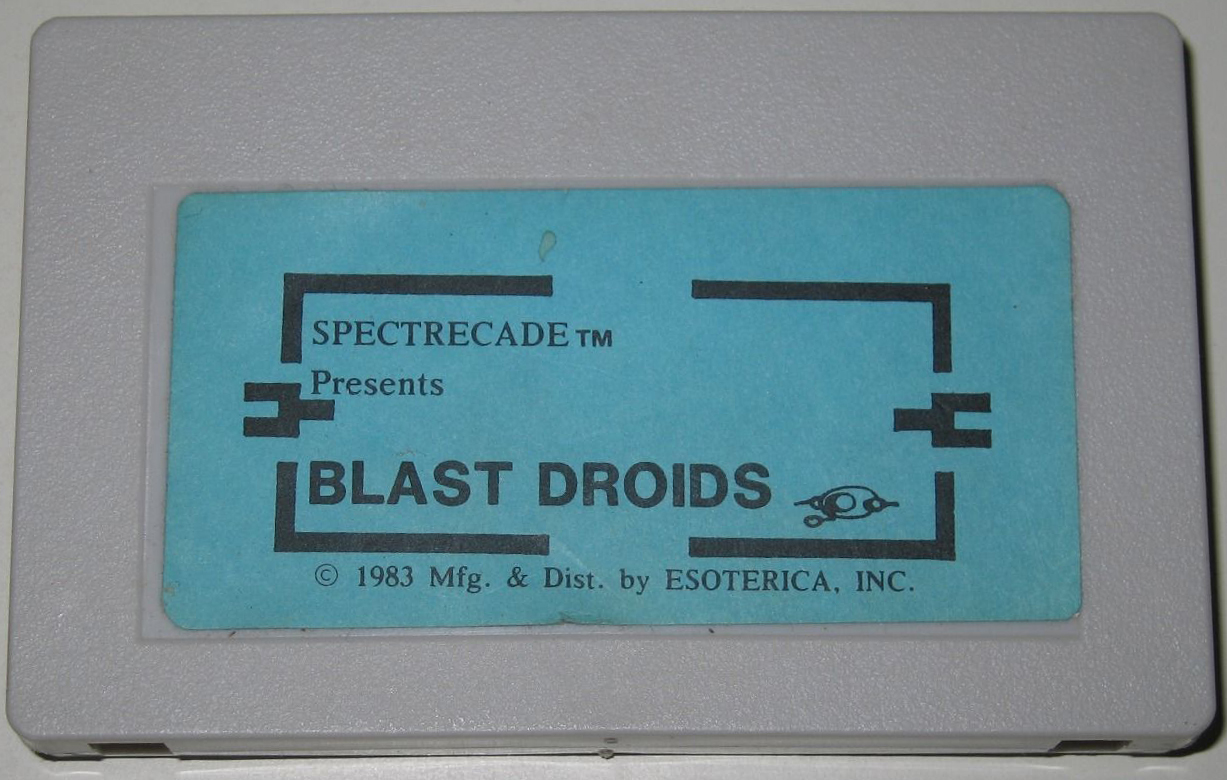 SPECTRECADE™
Presents
BLAST DROIDS
© 1983 Mfg. & Dist. by ESOTERICA, INC.